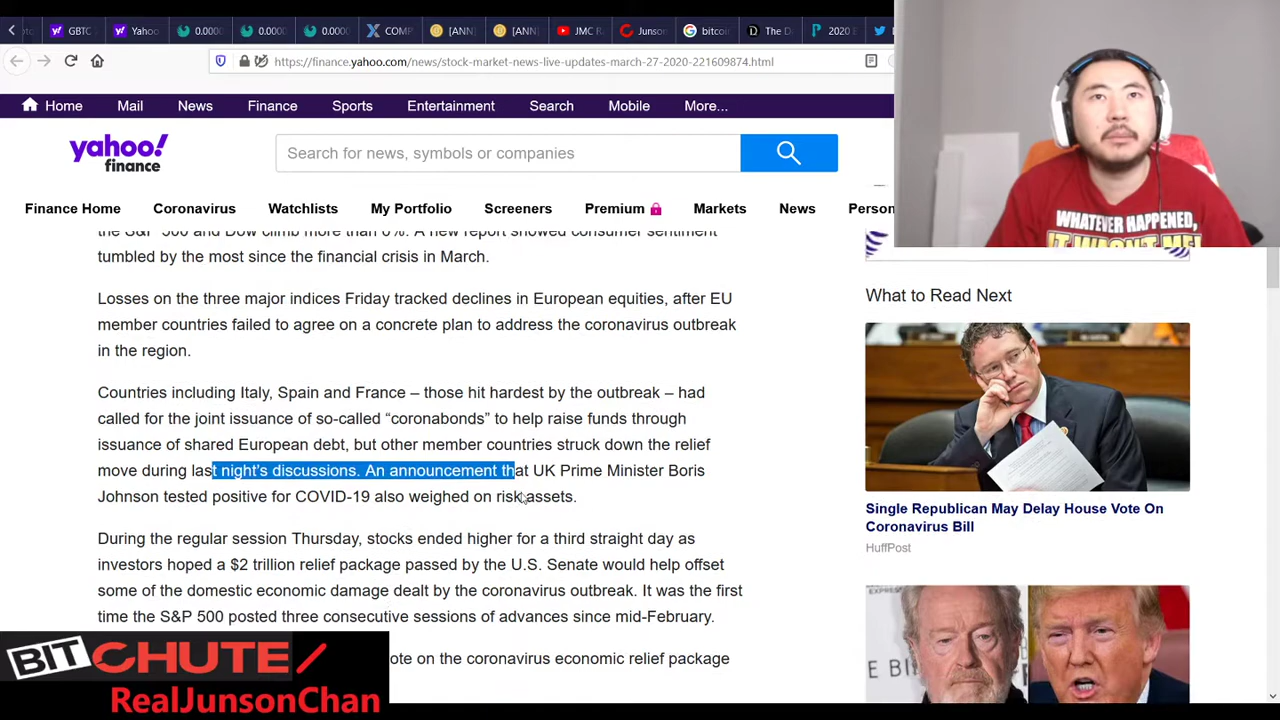 GBTC
Yahoo
0.0000
0.0000
0.0000
COMP
[ANN]
[ANN]
JMC R
Junson
bitcoi
The D
2020 E
https://finance.yahoo.com/news/stock-market-news-live-updates-march-27-2020-221609874.html
Home
Mail
News
Finance
Sports
Entertainment
Search
Mobile
More...
yahoo!
finance
Search for news, symbols or companies
Finance Home
Coronavirus
Watchlists
My Portfolio
Screeners
Premium
Markets
News
Person
WHATEVER HAPPENED,
IT WASN'T ME!
the S&P 500 and Dow climb more than 6%. A new report showed consumer sentiment
tumbled by the most since the financial crisis in March.
Losses on the three major indices Friday tracked declines in European equities, after EU
member countries failed to agree on a concrete plan to address the coronavirus outbreak
in the region.
Countries including Italy, Spain and France – those hit hardest by the outbreak – had
called for the joint issuance of so-called “coronabonds” to help raise funds through
issuance of shared European debt, but other member countries struck down the relief
move during last night’s discussions. An announcement that UK Prime Minister Boris
Johnson tested positive for COVID-19 also weighed on risk assets.
During the regular session Thursday, stocks ended higher for a third straight day as
investors hoped a $2 trillion relief package passed by the U.S. Senate would help offset
some of the domestic economic damage dealt by the coronavirus outbreak. It was the first
time the S&P 500 posted three consecutive sessions of advances since mid-February.
ote on the coronavirus economic relief package
What to Read Next
Single Republican May Delay House Vote On
Coronavirus Bill
HuffPost
EXPRE
BITCHUTE/
RealJunsonChan